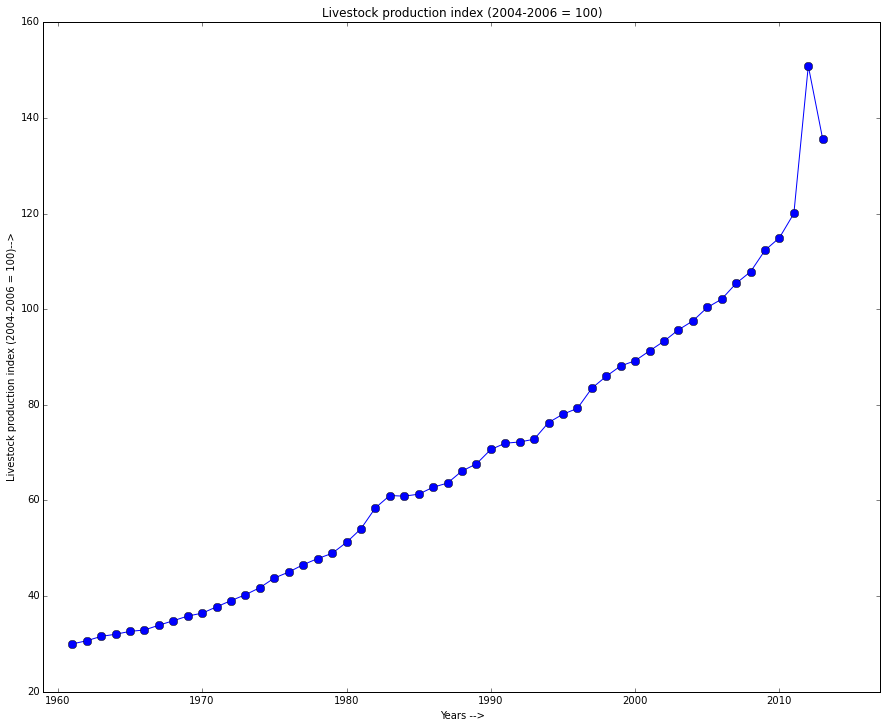 Livestock production index (2004-2006 = 100)
160
140
120
100
80
60
40
20
Livestock production index (2004-2006 = 100)-->
1960 1970 1980 1990 2000 2010
Years -->